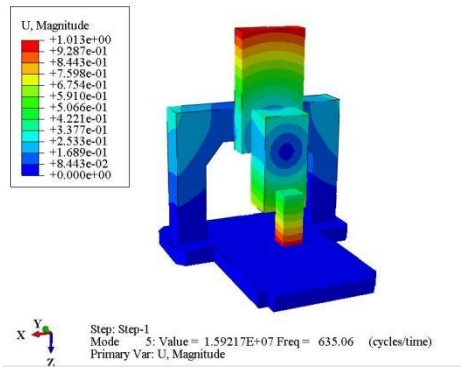 U, Magnitude
+1.013e+00
+9.287e-01
+8.443e-01
+7.598e-01
+6.754e-01
+5.910e-01
+5.066e-01
+4.221e-01
+3.377e-01
+2.533e-01
+1.689e-01
+8.443e-02
+0.000e+00
X Y Z
Step: Step-1
Mode 5: Value = 1.59217E+07 Freq = 635.06 (cycles/time)
Primary Var: U, Magnitude